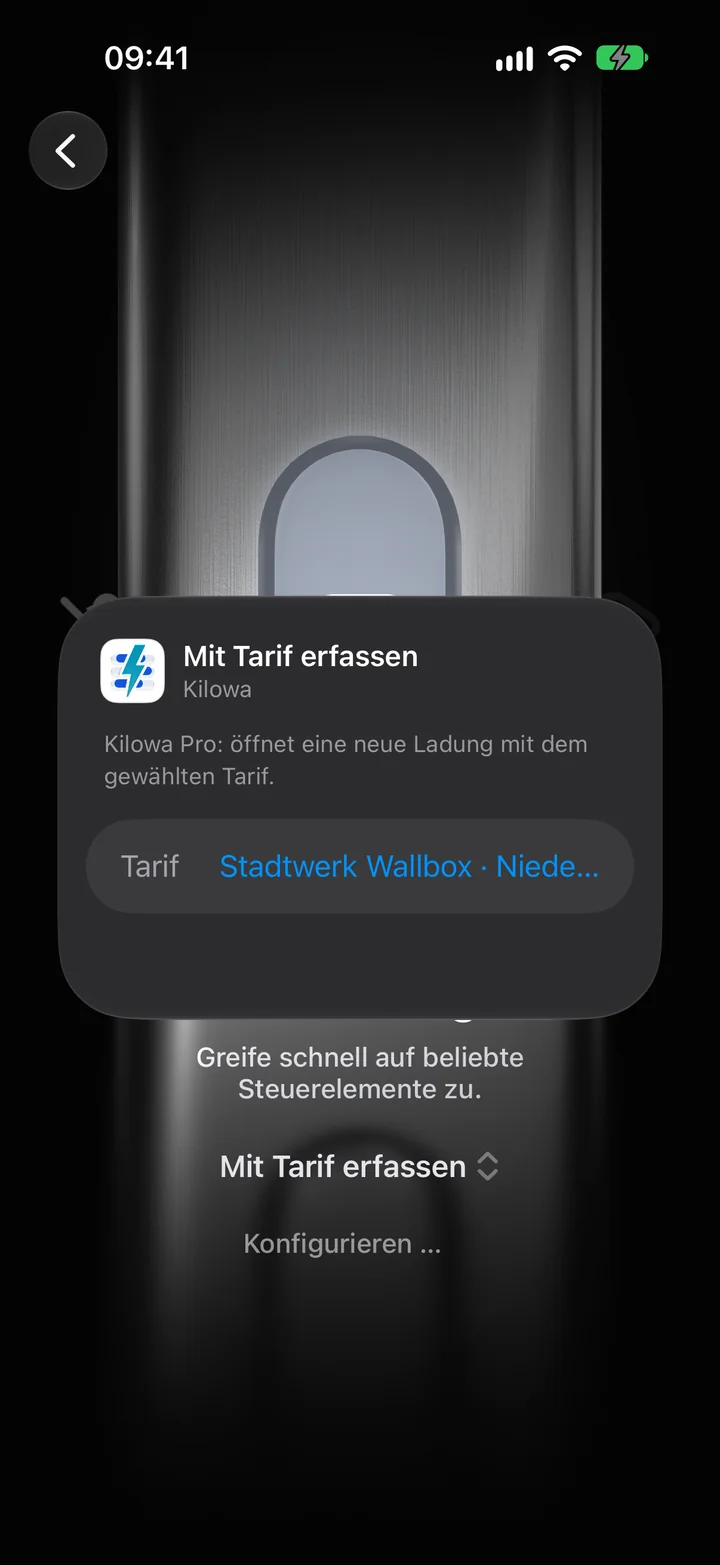 09:41
Mit Tarif erfassen
Kilowa
Kilowa Pro: öffnet eine neue Ladung mit dem
gewählten Tarif.
Tarif Stadtwerk Wallbox · Niede...
Greife schnell auf beliebte
Steuerelemente zu.
Mit Tarif erfassen
Konfigurieren ...